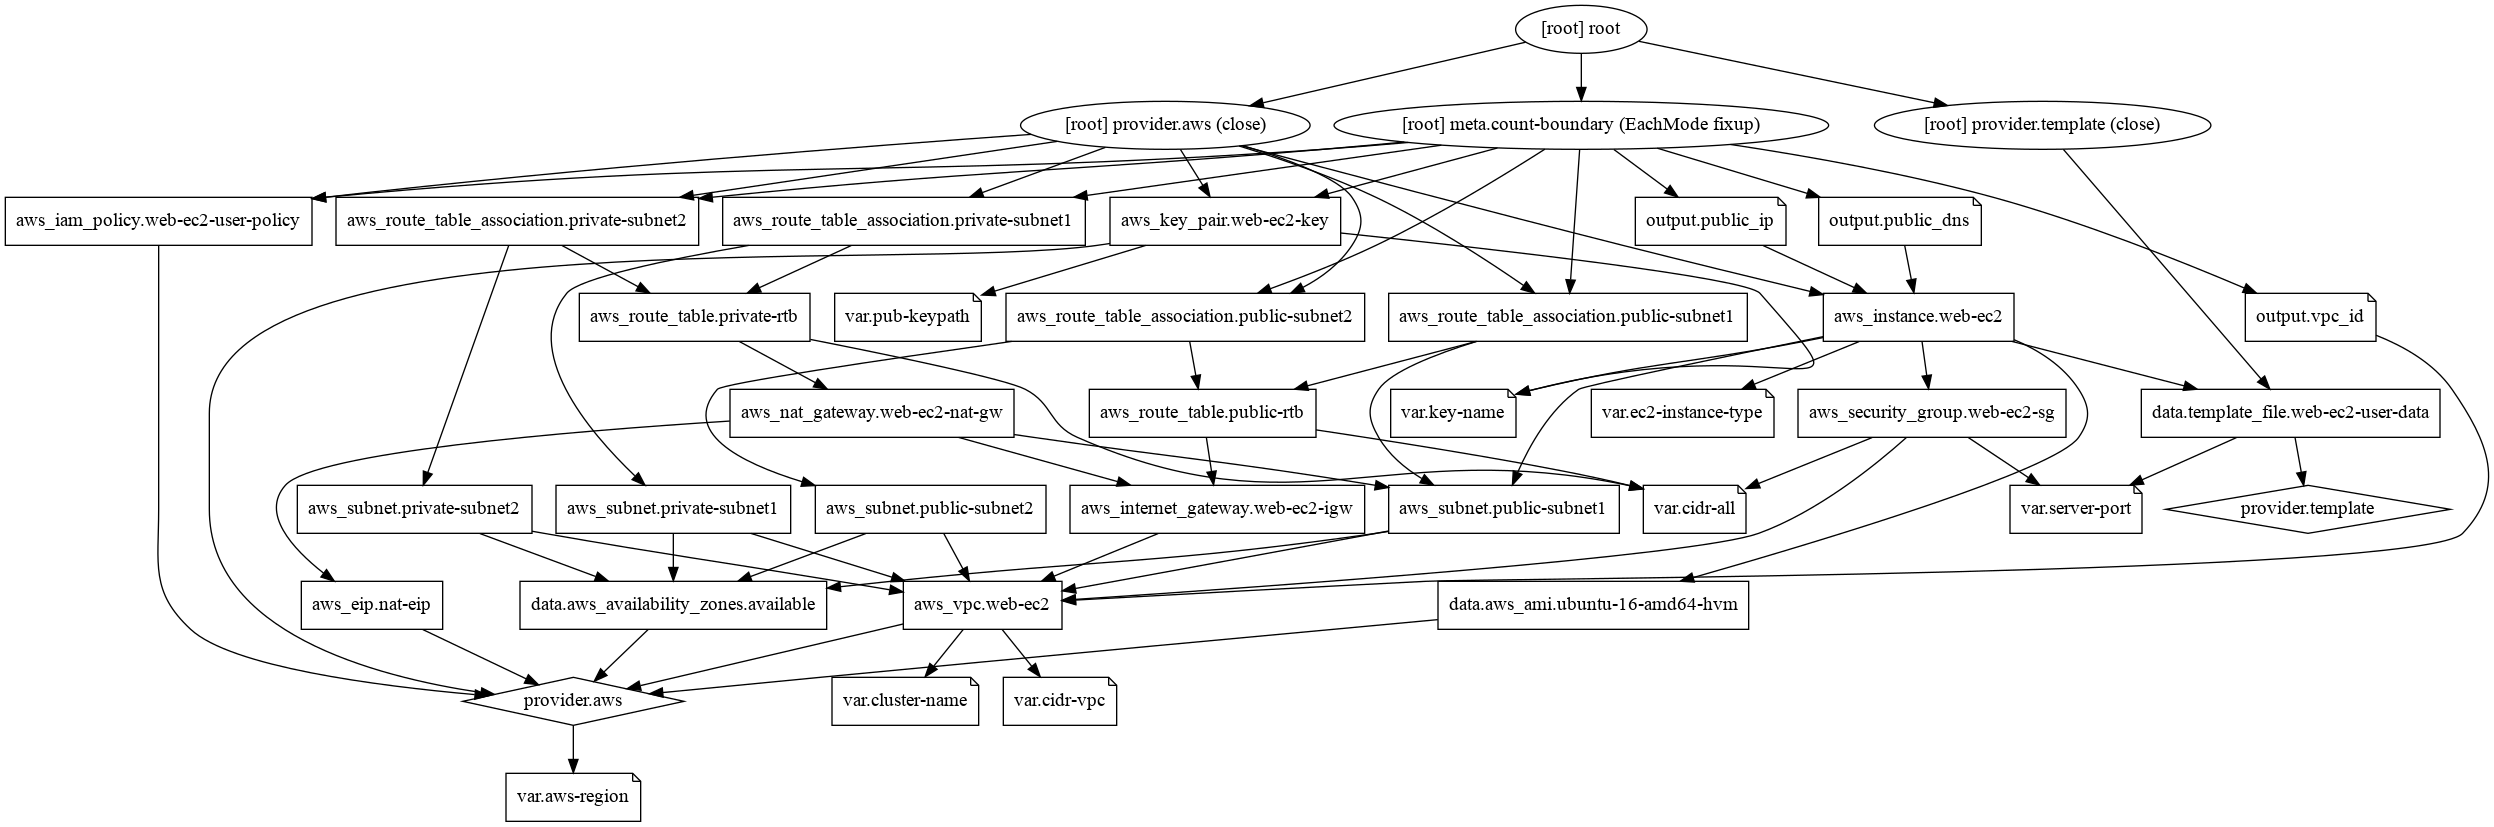 [root] root
[root] provider.aws (close)
[root] meta.count-boundary (EachMode fixup)
[root] provider.template (close)
aws_iam_policy.web-ec2-user-policy
aws_route_table_association.private-subnet2
aws_route_table_association.private-subnet1
aws_key_pair.web-ec2-key
output.public_ip
output.public_dns
aws_route_table.private-rtb
var.pub-keypath
aws_route_table_association.public-subnet2
aws_route_table_association.public-subnet1
aws_instance.web-ec2
output.vpc_id
aws_nat_gateway.web-ec2-nat-gw
aws_route_table.public-rtb
var.key-name
var.ec2-instance-type
aws_security_group.web-ec2-sg
data.template_file.web-ec2-user-data
aws_subnet.private-subnet2
aws_subnet.private-subnet1
aws_subnet.public-subnet2
aws_internet_gateway.web-ec2-igw
aws_subnet.public-subnet1
var.cidr-all
var.server-port
provider.template
aws_eip.nat-eip
data.aws_availability_zones.available
aws_vpc.web-ec2
data.aws_ami.ubuntu-16-amd64-hvm
provider.aws
var.cluster-name
var.cidr-vpc
var.aws-region